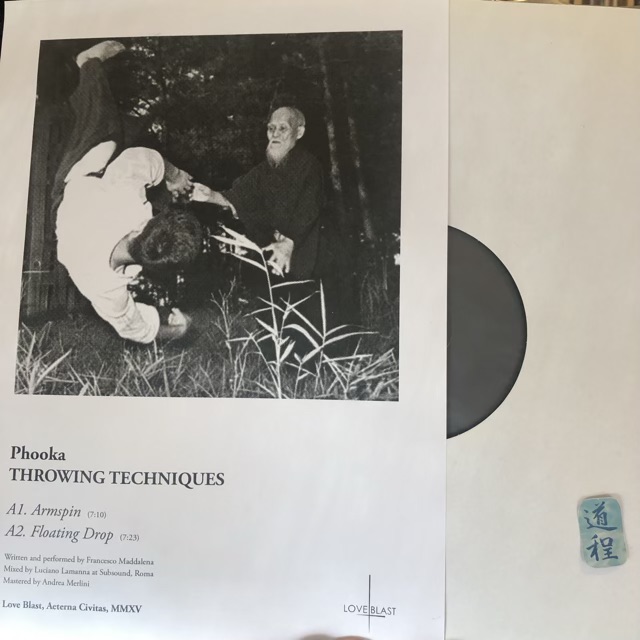 Phooka
THROWING TECHNIQUES
A1. Armspin (7:10)
A2. Floating Drop (7:23)
Written and performed by Francesco Maddalena
Mixed by Luciano Lamanna at Subsound, Roma
Mastered by Andrea Merlini
Love Blast, Aeterna Civitas, MMXV
LOVE BLAST
道程